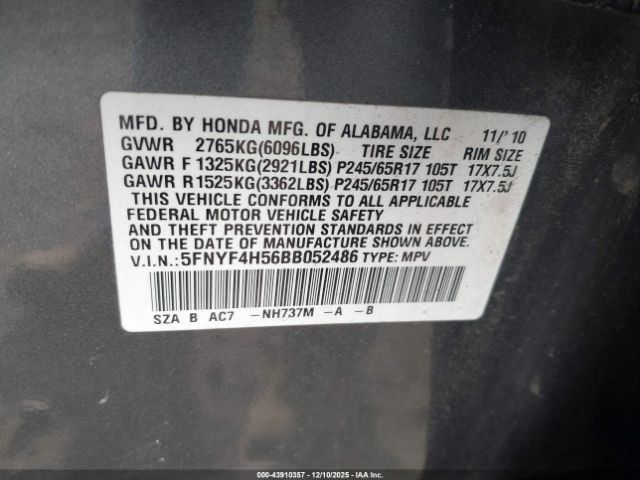 MFD. BY HONDA MFG. OF ALABAMA, LLC 11/' 10
GVWR 2765KG(6096LBS) TIRE SIZE RIM SIZE
GAWR F 1325KG(2921LBS) P245/65R17 105T 17X7.5J
GAWR R 1525KG(3362LBS) P245/65R17 105T 17X7.5J
THIS VEHICLE CONFORMS TO ALL APPLICABLE
FEDERAL MOTOR VEHICLE SAFETY
AND THEFT PREVENTION STANDARDS IN EFFECT
ON THE DATE OF MANUFACTURE SHOWN ABOVE.
V.I.N.: 5FNYF4H56BB052486 TYPE: MPV
SZA B AC7 -NH737M -A -B
000-43910357 - 12/10/2025 - IAA Inc.